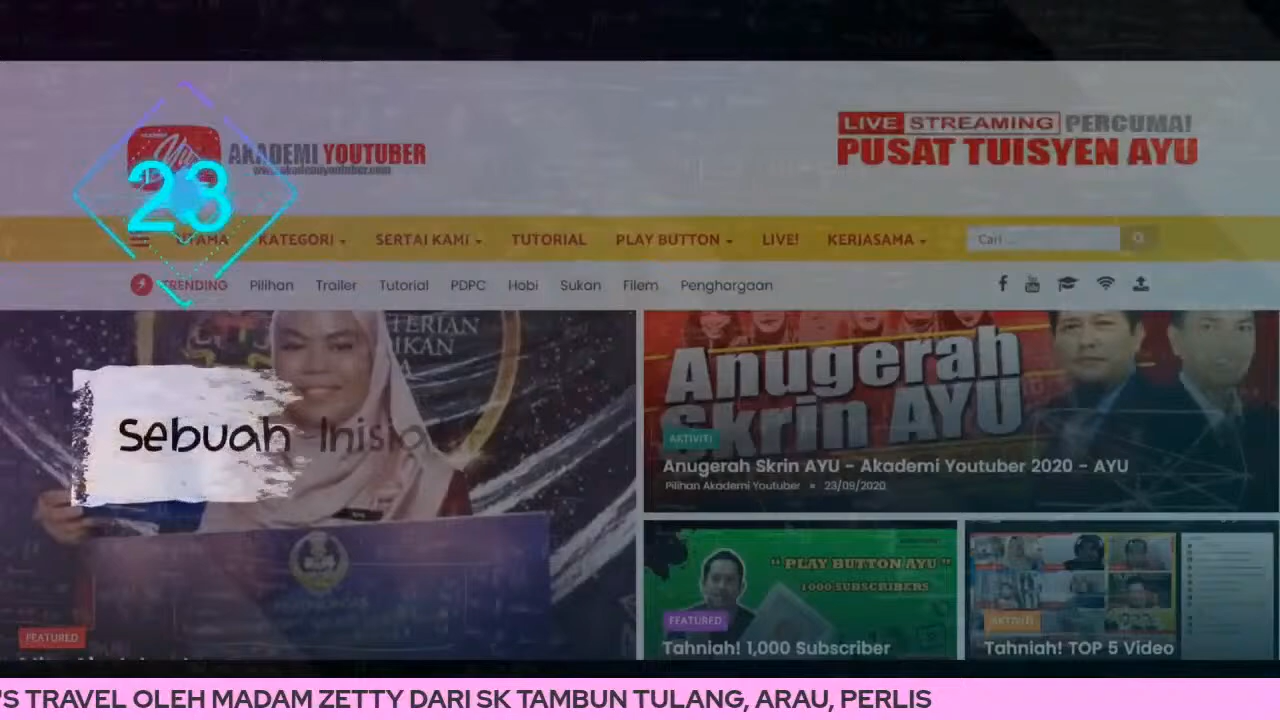 AKADEMI YOUTUBER
www.akademiyoutuber.com
LIVE STREAMING PERCUMA!
PUSAT TUISYEN AYU
23
UTAMA KATEGORI SERTAI KAMI TUTORIAL PLAY BUTTON LIVE! KERJASAMA Cari ...
TRENDING Pilihan Trailer Tutorial PDPC Hobi Sukan Filem Penghargaan
Anugerah
Skrin AYU
AKTIVITI
Anugerah Skrin AYU - Akademi Youtuber 2020 - AYU
Pilihan Akademi Youtuber 23/09/2020
Sebuah Inisia
" PLAY BUTTON AYU "
1000 SUBSCRIBERS
FEATURED
FEATURED
Tahniah! 1,000 Subscriber
AKTIVITI
Tahniah! TOP 5 Video
'S TRAVEL OLEH MADAM ZETTY DARI SK TAMBUN TULANG, ARAU, PERLIS